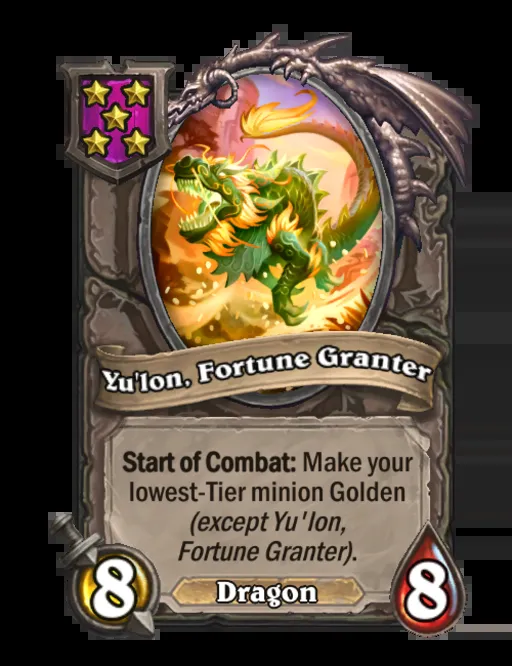 Yu'lon, Fortune Granter
Start of Combat: Make your
lowest-Tier minion Golden
(except Yu'lon,
Fortune Granter).
8
Dragon
8